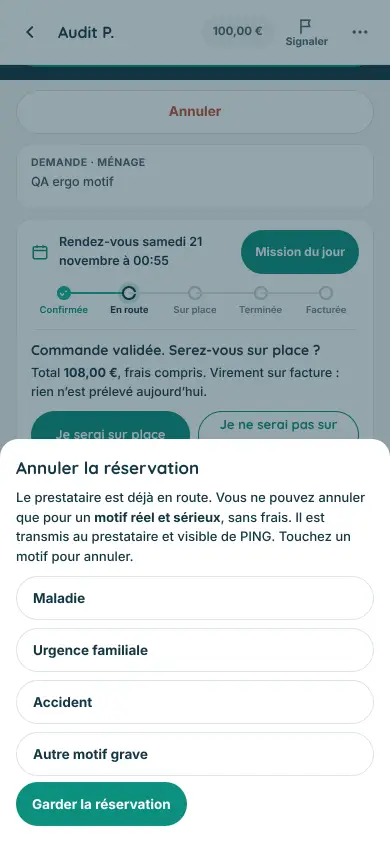 Audit P.
100,00 €
Signaler
Annuler
DEMANDE · MÉNAGE
QA ergo motif
Rendez-vous samedi 21
novembre à 00:55
Mission du jour
Confirmée
En route
Sur place
Terminée
Facturée
Commande validée. Serez-vous sur place ?
Total 108,00 €, frais compris. Virement sur facture :
rien n’est prélevé aujourd’hui.
Je serai sur place
Je ne serai pas sur
Annuler la réservation
Le prestataire est déjà en route. Vous ne pouvez annuler
que pour un motif réel et sérieux, sans frais. Il est
transmis au prestataire et visible de PING. Touchez un
motif pour annuler.
Maladie
Urgence familiale
Accident
Autre motif grave
Garder la réservation